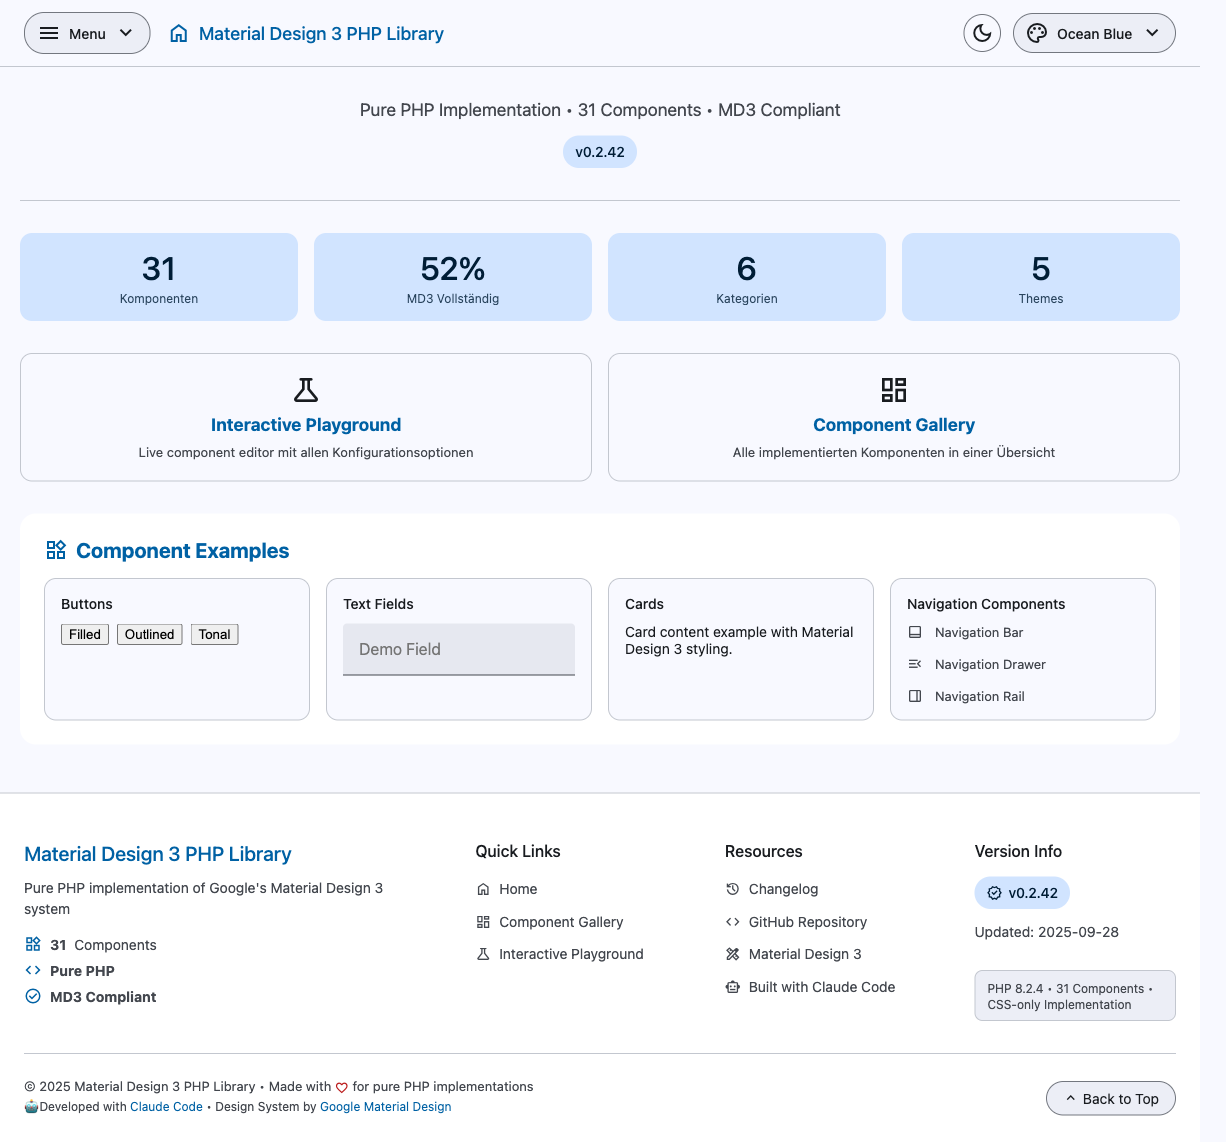 Menu
Material Design 3 PHP Library
Ocean Blue
Pure PHP Implementation • 31 Components • MD3 Compliant
v0.2.42
31
Komponenten
52%
MD3 Vollständig
6
Kategorien
5
Themes
Interactive Playground
Live component editor mit allen Konfigurationsoptionen
Component Gallery
Alle implementierten Komponenten in einer Übersicht
Component Examples
Buttons
Filled
Outlined
Tonal
Text Fields
Demo Field
Cards
Card content example with Material
Design 3 styling.
Navigation Components
Navigation Bar
Navigation Drawer
Navigation Rail
Material Design 3 PHP Library
Pure PHP implementation of Google's Material Design 3
system
31 Components
Pure PHP
MD3 Compliant
Quick Links
Home
Component Gallery
Interactive Playground
Resources
Changelog
GitHub Repository
Material Design 3
Built with Claude Code
Version Info
v0.2.42
Updated: 2025-09-28
PHP 8.2.4 • 31 Components •
CSS-only Implementation
© 2025 Material Design 3 PHP Library • Made with ♡ for pure PHP implementations
🤖Developed with Claude Code • Design System by Google Material Design
Back to Top